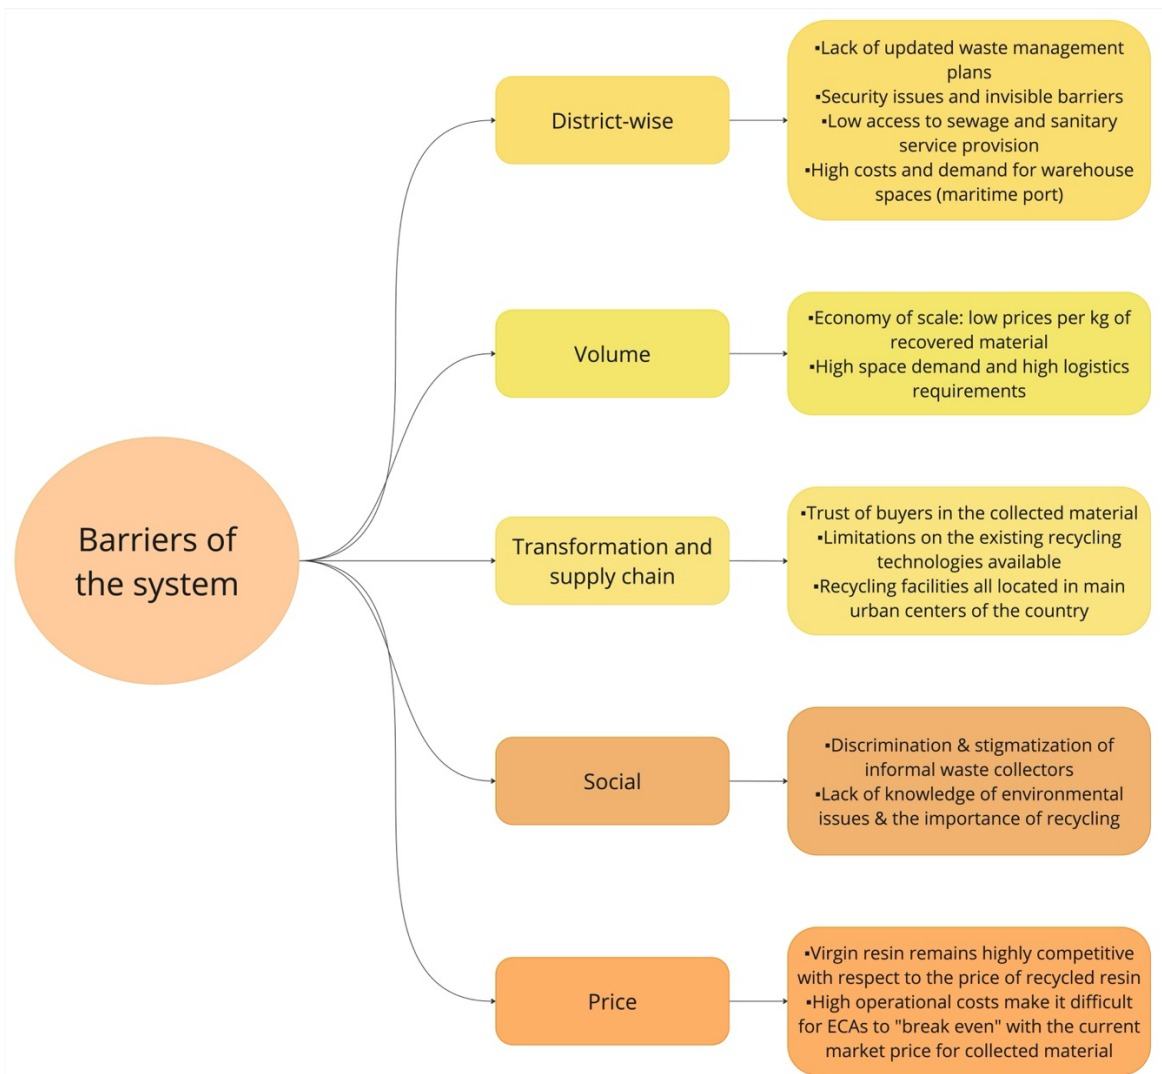 Barriers of
the system
District-wise
▪Lack of updated waste management
plans
▪Security issues and invisible barriers
▪Low access to sewage and sanitary
service provision
▪High costs and demand for warehouse
spaces (maritime port)
Volume
▪Economy of scale: low prices per kg of
recovered material
▪High space demand and high logistics
requirements
Transformation and
supply chain
▪Trust of buyers in the collected material
▪Limitations on the existing recycling
technologies available
▪Recycling facilities all located in main
urban centers of the country
Social
▪Discrimination & stigmatization of
informal waste collectors
▪Lack of knowledge of environmental
issues & the importance of recycling
Price
▪Virgin resin remains highly competitive
with respect to the price of recycled resin
▪High operational costs make it difficult
for ECAs to "break even" with the current
market price for collected material